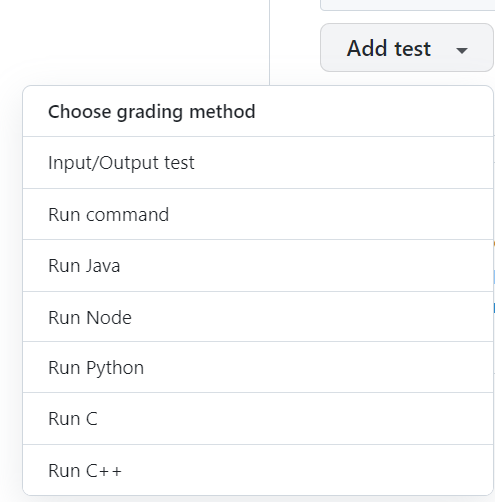 Add test
Choose grading method
Input/Output test
Run command
Run Java
Run Node
Run Python
Run C
Run C++